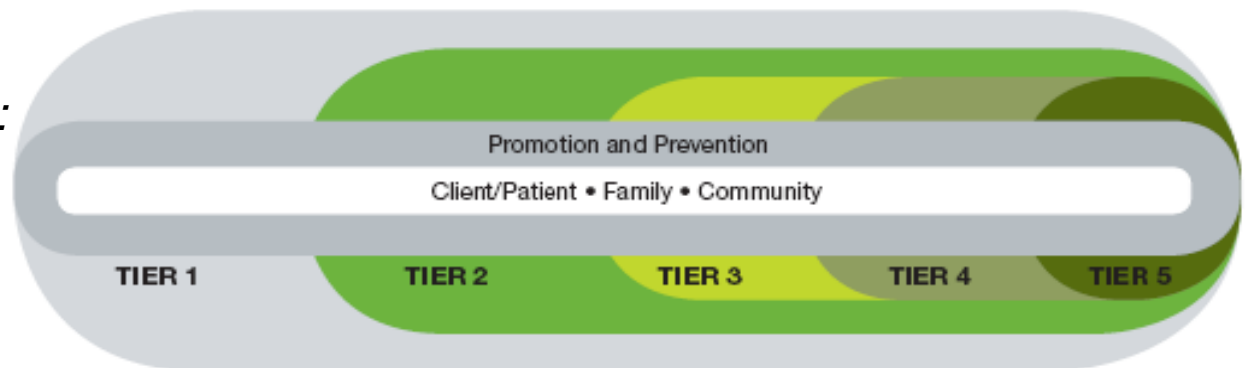 :
Promotion and Prevention
Client/Patient • Family • Community
TIER 1 TIER 2 TIER 3 TIER 4 TIER 5